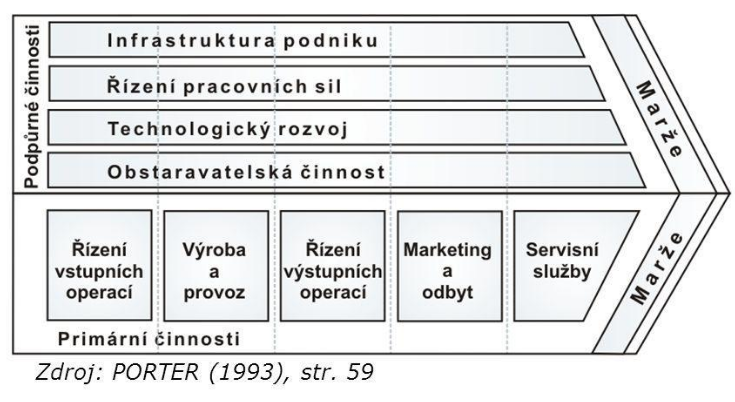 Podpůrné činnosti
Infrastruktura podniku
Řízení pracovních sil
Technologický rozvoj
Obstaravatelská činnost
Marže
Řízení
vstupních
operací
Výroba
a
provoz
Řízení
výstupních
operací
Marketing
a
odbyt
Servisní
služby
Marže
Primární činnosti
Zdroj: PORTER (1993), str. 59